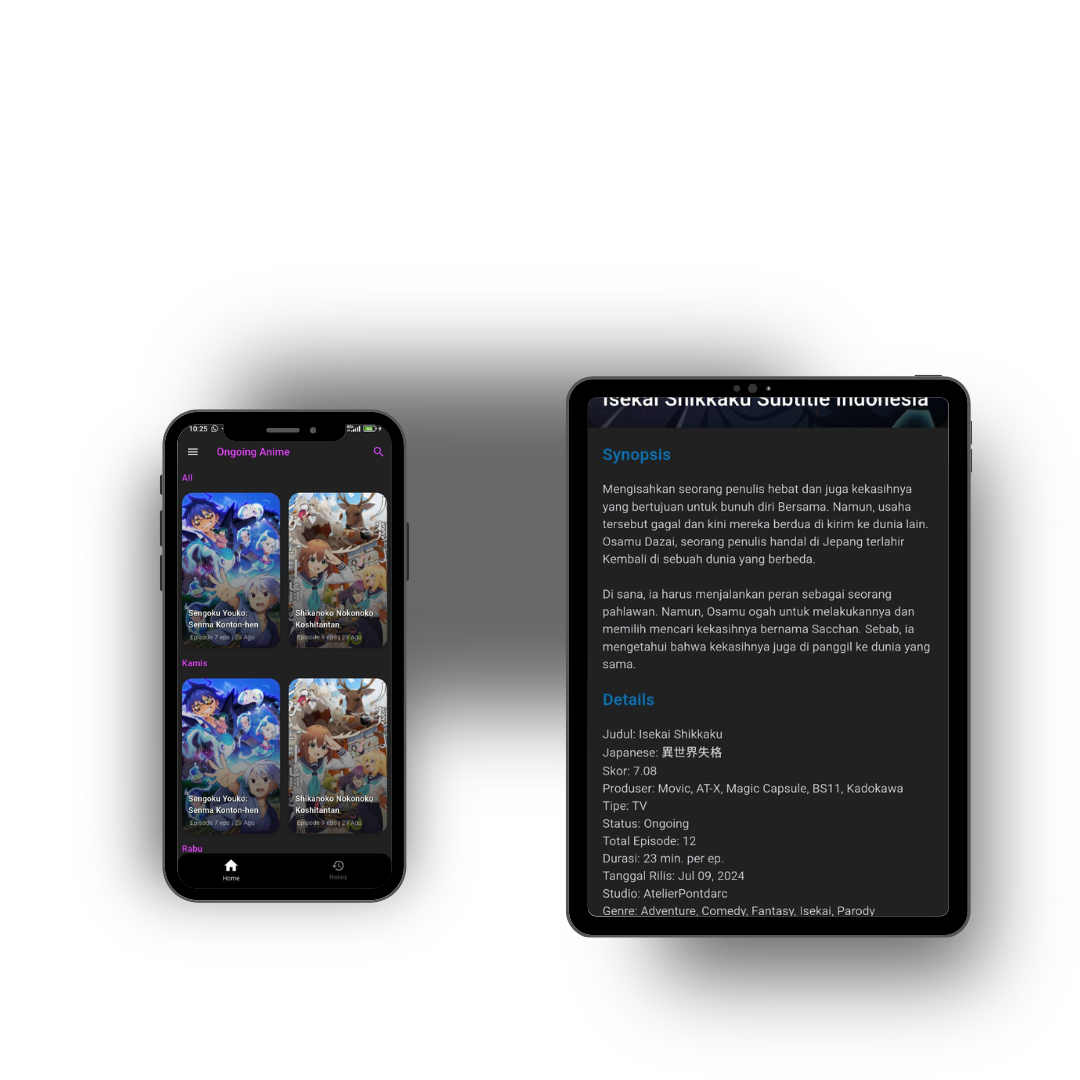 10:25
Ongoing Anime
All
Sengoku Youko:
Senma Konton-hen
Episode 7 eps | 29 Agu
Shikanoko Nokonoko
Koshitantan
Episode 9 eps | 29 Agu
Kamis
Sengoku Youko:
Senma Konton-hen
Episode 7 eps | 29 Agu
Shikanoko Nokonoko
Koshitantan
Episode 9 eps | 29 Agu
Rabu
Home
History
Isekai Shikkaku Subtitle Indonesia
Synopsis
Mengisahkan seorang penulis hebat dan juga kekasihnya
yang bertujuan untuk bunuh diri Bersama. Namun, usaha
tersebut gagal dan kini mereka berdua di kirim ke dunia lain.
Osamu Dazai, seorang penulis handal di Jepang terlahir
Kembali di sebuah dunia yang berbeda.
Di sana, ia harus menjalankan peran sebagai seorang
pahlawan. Namun, Osamu ogah untuk melakukannya dan
memilih mencari kekasihnya bernama Sacchan. Sebab, ia
mengetahui bahwa kekasihnya juga di panggil ke dunia yang
sama.
Details
Judul: Isekai Shikkaku
Japanese: 異世界失格
Skor: 7.08
Produser: Movic, AT-X, Magic Capsule, BS11, Kadokawa
Tipe: TV
Status: Ongoing
Total Episode: 12
Durasi: 23 min. per ep.
Tanggal Rilis: Jul 09, 2024
Studio: AtelierPontdarc
Genre: Adventure, Comedy, Fantasy, Isekai, Parody